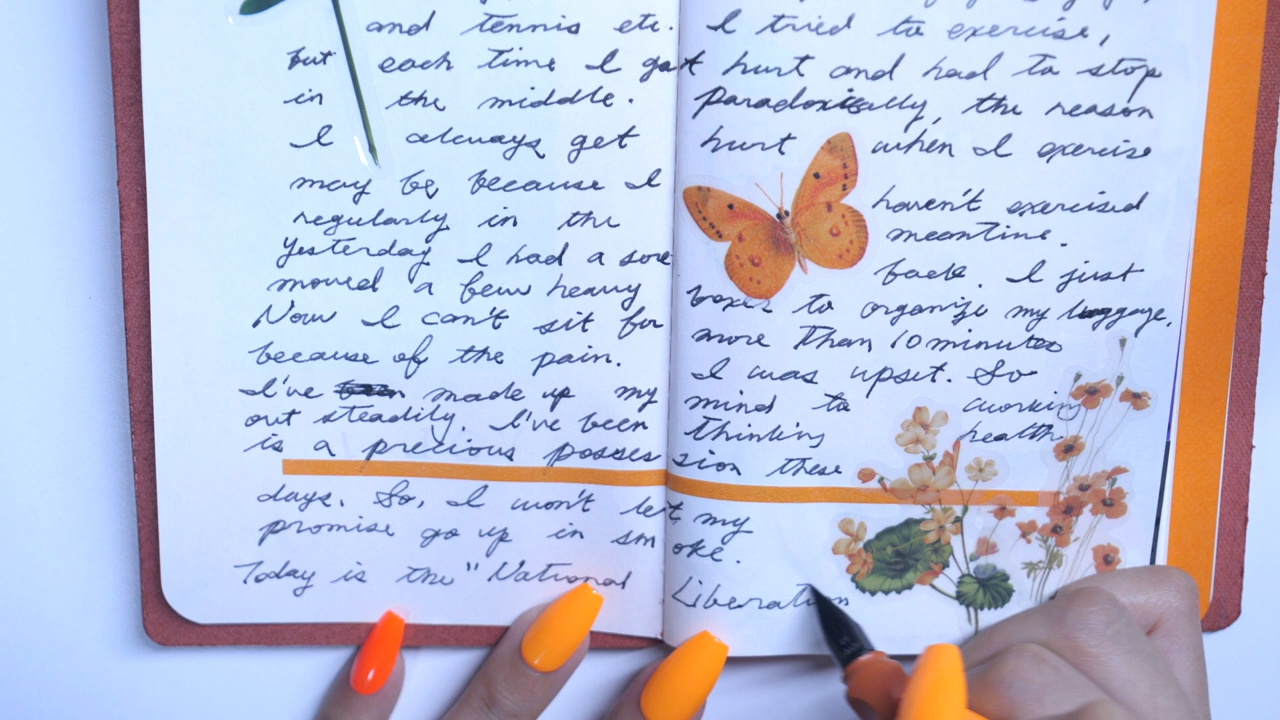 and tennis etc. I tried to exercise,
but each time I got hurt and had to stop
in the middle. Paradoxically, the reason
I always get hurt when I exercise
may be because I haven't exercised
regularly in the meantime.
Yesterday I had a sore back. I just
moved a few heavy boxes to organize my luggage.
Now I can't sit for more than 10 minutes
because of the pain. I was upset. So
I've made up my mind to working
out steadily. I've been thinking health
is a precious possession these
days. So, I won't let my
promise go up in smoke.
Today is the "National Liberation